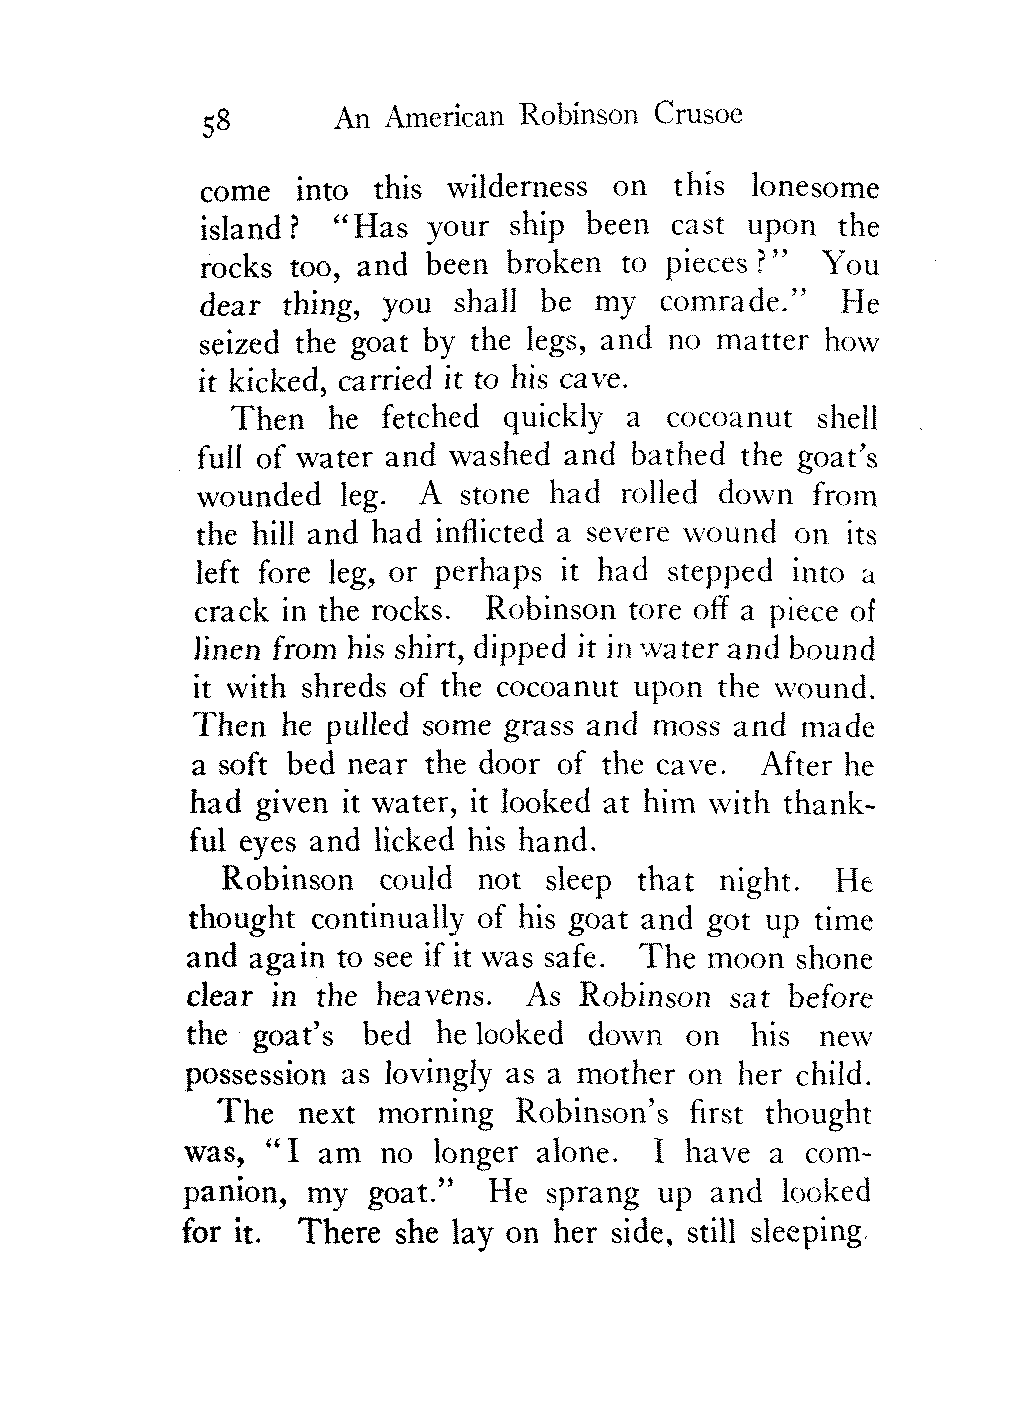 58 An American Robinson Crusoe
come into this wilderness on this lonesome
island? "Has your ship been cast upon the
rocks too, and been broken to pieces?" You
dear thing, you shall be my comrade." He
seized the goat by the legs, and no matter how
it kicked, carried it to his cave.
Then he fetched quickly a cocoanut shell
full of water and washed and bathed the goat's
wounded leg. A stone had rolled down from
the hill and had inflicted a severe wound on its
left fore leg, or perhaps it had stepped into a
crack in the rocks. Robinson tore off a piece of
linen from his shirt, dipped it in water and bound
it with shreds of the cocoanut upon the wound.
Then he pulled some grass and moss and made
a soft bed near the door of the cave. After he
had given it water, it looked at him with thank-
ful eyes and licked his hand.
Robinson could not sleep that night. He
thought continually of his goat and got up time
and again to see if it was safe. The moon shone
clear in the heavens. As Robinson sat before
the goat's bed he looked down on his new
possession as lovingly as a mother on her child.
The next morning Robinson's first thought
was, "I am no longer alone. I have a com-
panion, my goat." He sprang up and looked
for it. There she lay on her side, still sleeping.